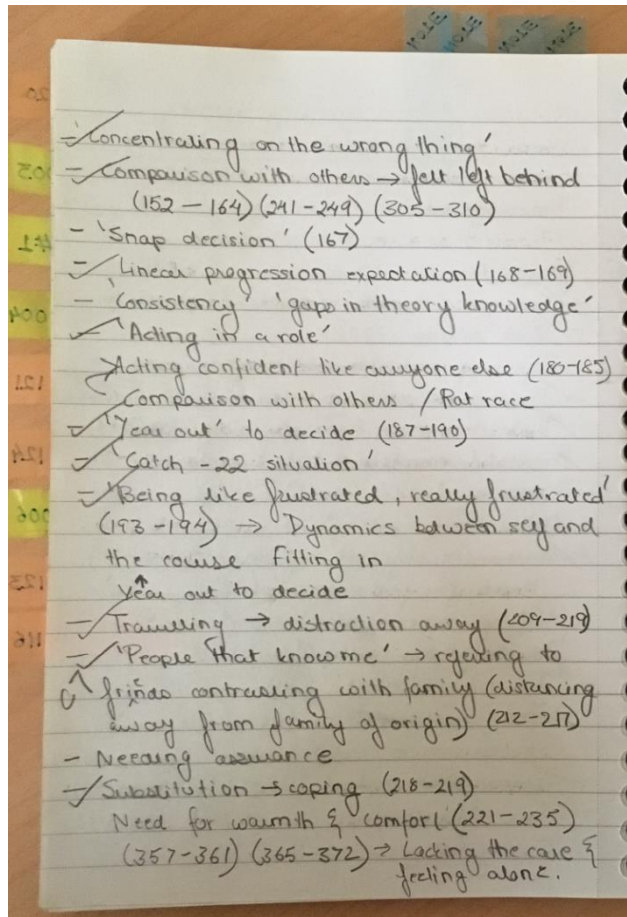 NOTE NOTE NOTE NOTE
- 'Concentrating on the wrong thing'
- Comparison with others → felt left behind
(152 - 164) (241 - 249) (305 - 310)
- 'Snap decision' (167)
- Linear progression expectation (168-169)
- 'Consistency' 'gaps in theory knowledge'
- 'Acting in a role'
Acting confident like anyone else (180-185)
Comparison with others / Rat race
- 'Year out' to decide (187-190)
- 'Catch - 22 situation'
- 'Being like frustrated, really frustrated'
(193 - 194) → Dynamics between self and
the course fitting in
↑
year out to decide
- Travelling → distraction away (209-219)
- 'People that know me' → referring to
friends contrasting with family (distancing
away from family of origin) (212-217)
- Needing assurance
- Substitution → coping (218-219)
Need for warmth & comfort (221-235)
(357-361) (365-372) → Lacking the care &
feeling alone.